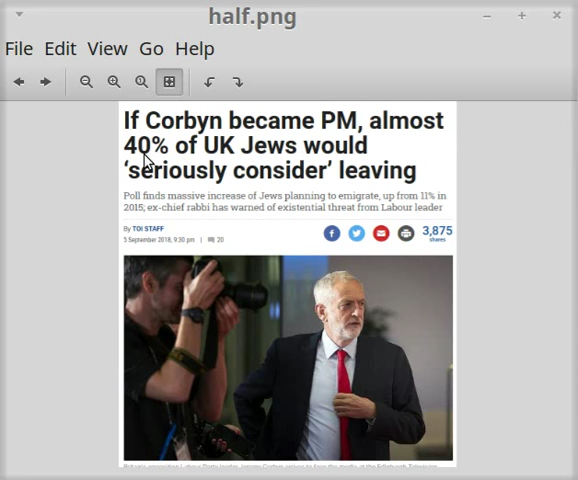 half.png
File Edit View Go Help
If Corbyn became PM, almost
40% of UK Jews would
‘seriously consider’ leaving
Poll finds massive increase of Jews planning to emigrate, up from 11% in
2015; ex-chief rabbi has warned of existential threat from Labour leader
By TOI STAFF
5 September 2018, 9:30 pm | 20
3,875
shares